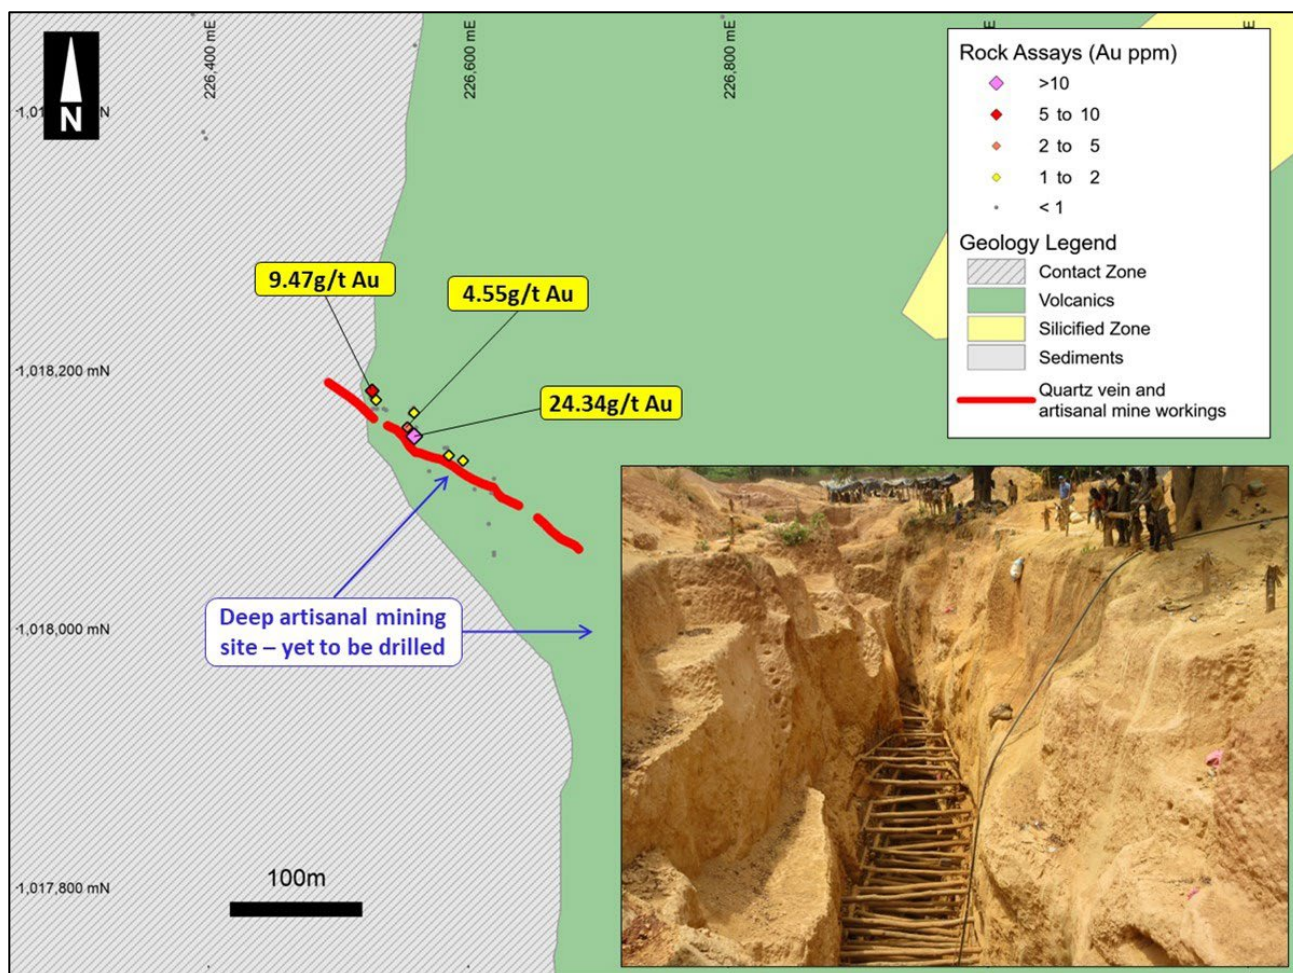 226,400 mE
226,600 mE
226,800 mE
mE
mE
N
1,018,200 mN
1,018,000 mN
1,017,800 mN
9.47g/t Au
4.55g/t Au
24.34g/t Au
Deep artisanal mining
site – yet to be drilled
100m
Rock Assays (Au ppm)
>10
5 to 10
2 to 5
1 to 2
< 1
Geology Legend
Contact Zone
Volcanics
Silicified Zone
Sediments
Quartz vein and
artisanal mine workings